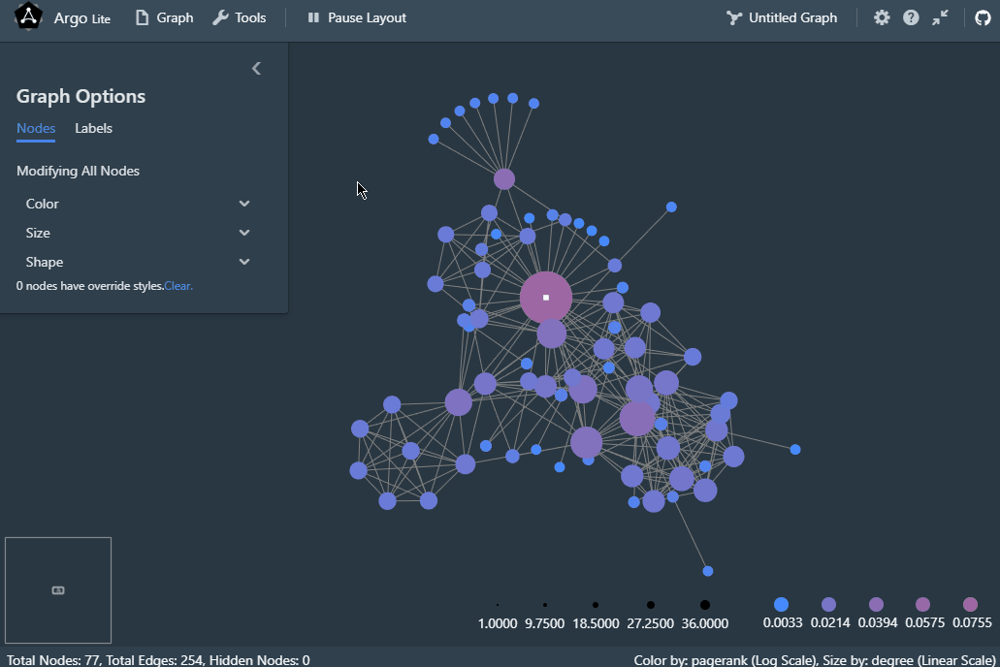 Argo Lite
Graph
Tools
Pause Layout
Untitled Graph
Graph Options
Nodes
Labels
Modifying All Nodes
Color
Size
Shape
0 nodes have override styles.Clear.
1.0000 9.7500 18.5000 27.2500 36.0000
0.0033 0.0214 0.0394 0.0575 0.0755
Total Nodes: 77, Total Edges: 254, Hidden Nodes: 0
Color by: pagerank (Log Scale), Size by: degree (Linear Scale)